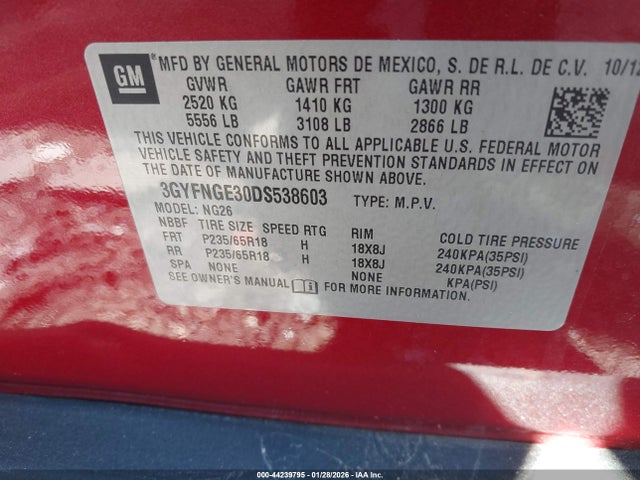 GM
MFD BY GENERAL MOTORS DE MEXICO, S. DE R.L. DE C.V. 10/12
GVWR GAWR FRT GAWR RR
2520 KG 1410 KG 1300 KG
5556 LB 3108 LB 2866 LB
THIS VEHICLE CONFORMS TO ALL APPLICABLE U.S. FEDERAL MOTOR
VEHICLE SAFETY AND THEFT PREVENTION STANDARDS IN EFFECT ON
THE DATE OF MANUFACTURE SHOWN ABOVE.
3GYFNGE30DS538603 TYPE: M.P.V.
MODEL: NG26
NBBF TIRE SIZE SPEED RTG RIM COLD TIRE PRESSURE
FRT P235/65R18 H 18X8J 240KPA(35PSI)
RR P235/65R18 H 18X8J 240KPA(35PSI)
SPA NONE NONE KPA(PSI)
SEE OWNER'S MANUAL FOR MORE INFORMATION
00-44239795 - 01/28/2026 - IAA Inc. (ACR)